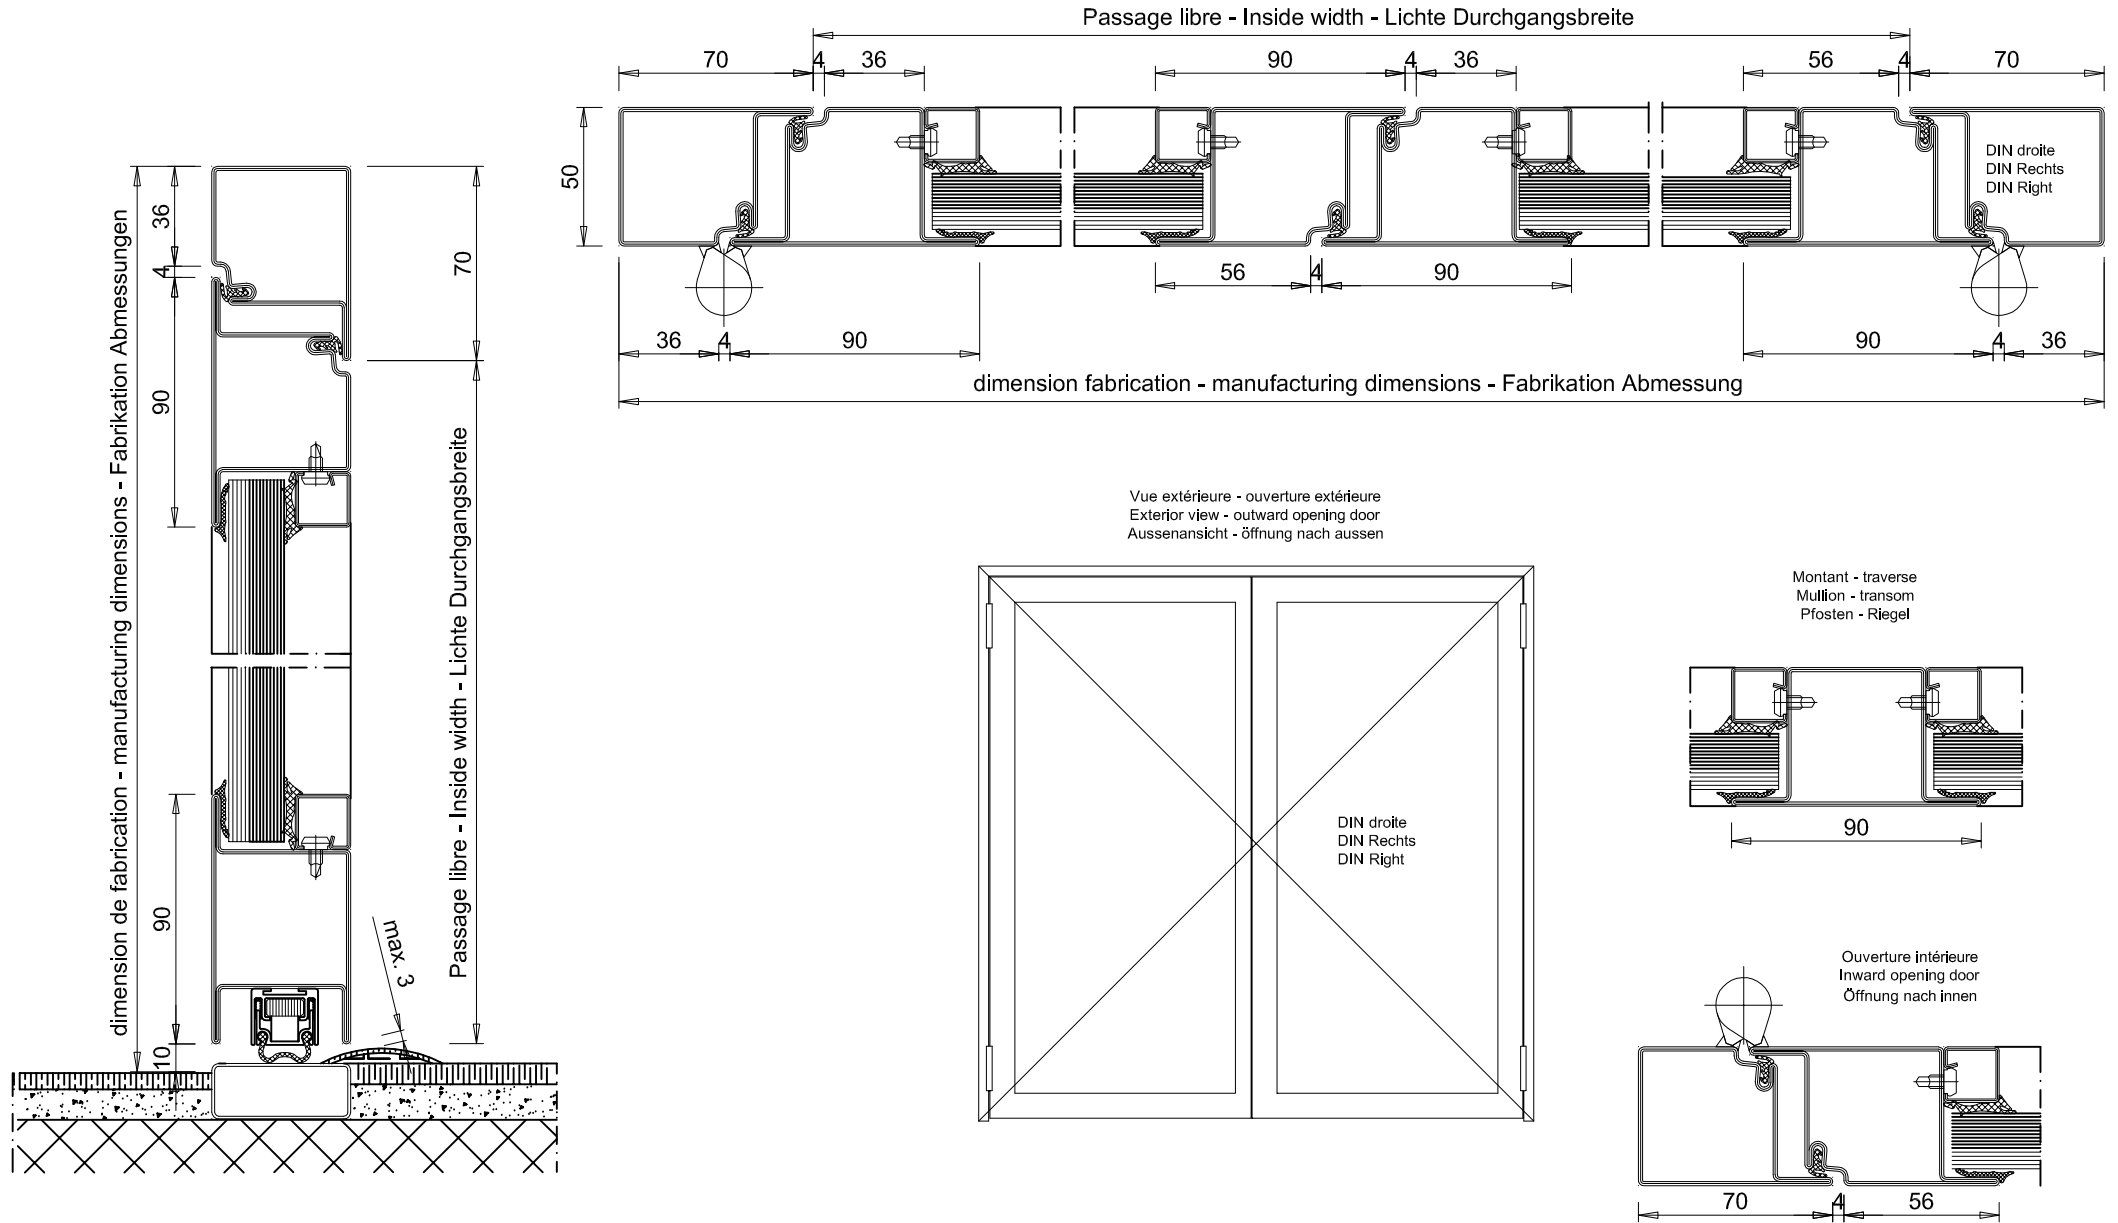 Passage libre - Inside width - Lichte Durchgangsbreite
70
4
36
90
4
36
56
4
70
50
DIN droite
DIN Rechts
DIN Right
56
4
90
36
4
90
90
4
36
dimension fabrication - manufacturing dimensions - Fabrikation Abmessung
dimension de fabrication - manufacturing dimensions - Fabrikation Abmessungen
36
4
90
90
10
70
Passage libre - Inside width - Lichte Durchgangsbreite
max. 3
Vue extérieure - ouverture extérieure
Exterior view - outward opening door
Aussenansicht - öffnung nach aussen
DIN droite
DIN Rechts
DIN Right
Montant - traverse
Mullion - transom
Pfosten - Riegel
90
Ouverture intérieure
Inward opening door
Öffnung nach innen
70
4
56